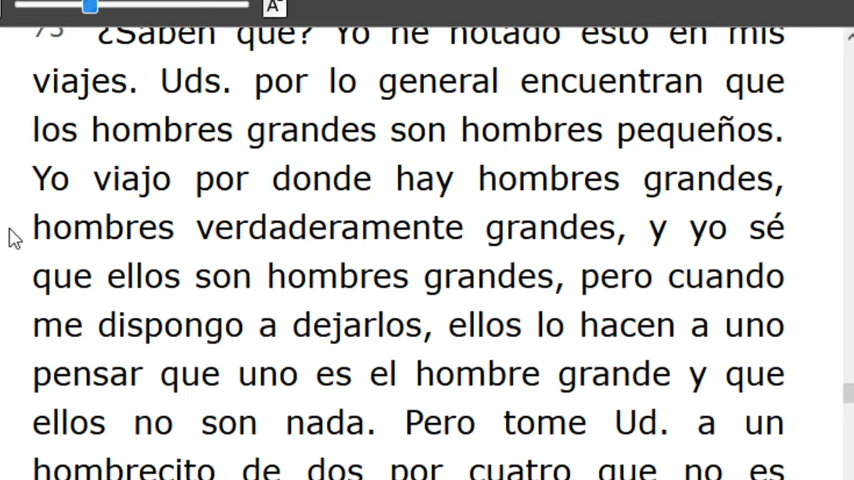 A
75 ¿Saben qué? Yo he notado esto en mis
viajes. Uds. por lo general encuentran que
los hombres grandes son hombres pequeños.
Yo viajo por donde hay hombres grandes,
hombres verdaderamente grandes, y yo sé
que ellos son hombres grandes, pero cuando
me dispongo a dejarlos, ellos lo hacen a uno
pensar que uno es el hombre grande y que
ellos no son nada. Pero tome Ud. a un
hombrecito de dos por cuatro que no es